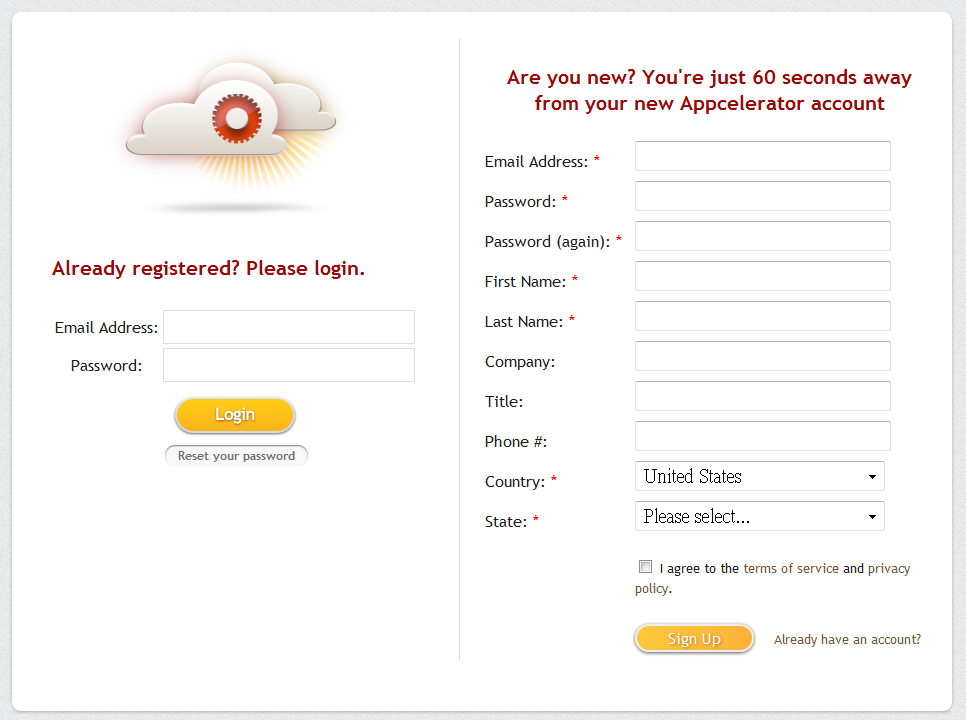 Already registered? Please login.
Email Address:
Password:
Login
Reset your password
Are you new? You're just 60 seconds away
from your new Appcelerator account
Email Address: *
Password: *
Password (again): *
First Name: *
Last Name: *
Company:
Title:
Phone #:
Country: * United States
State: * Please select...
I agree to the terms of service and privacy
policy.
Sign Up Already have an account?